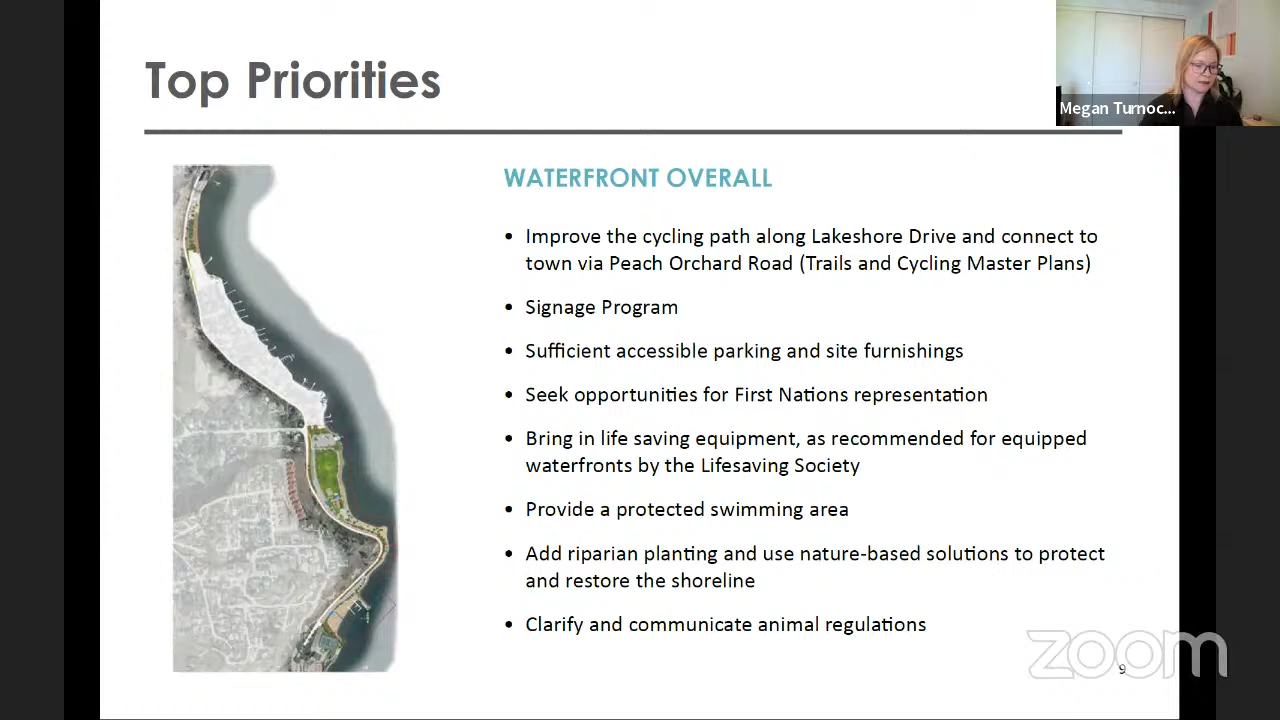 Top Priorities
Megan Turnoc...
WATERFRONT OVERALL
• Improve the cycling path along Lakeshore Drive and connect to
town via Peach Orchard Road (Trails and Cycling Master Plans)
• Signage Program
• Sufficient accessible parking and site furnishings
• Seek opportunities for First Nations representation
• Bring in life saving equipment, as recommended for equipped
waterfronts by the Lifesaving Society
• Provide a protected swimming area
• Add riparian planting and use nature-based solutions to protect
and restore the shoreline
• Clarify and communicate animal regulations
zoom
9